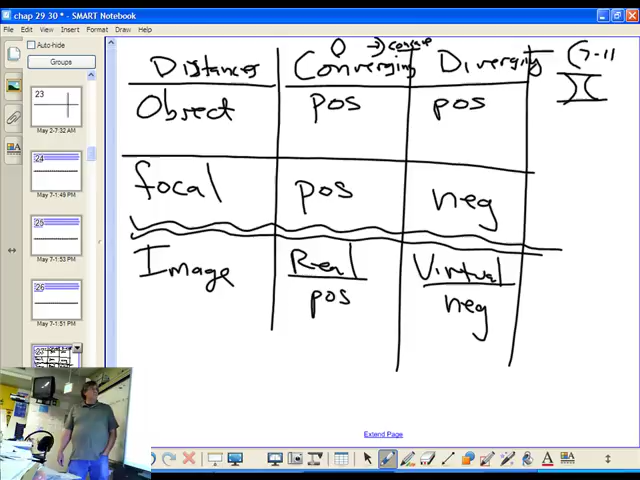 chap 29 30 * - SMART Notebook
File Edit View Insert Format Draw Help
Auto-hide
Groups
23
May 2-7:32 AM
24
May 7-1:49 PM
25
May 7-1:53 PM
26
May 7-1:51 PM
Distances Converging Diverging
Object pos pos
focal pos neg
Image Real Virtual
pos neg
Extend Page